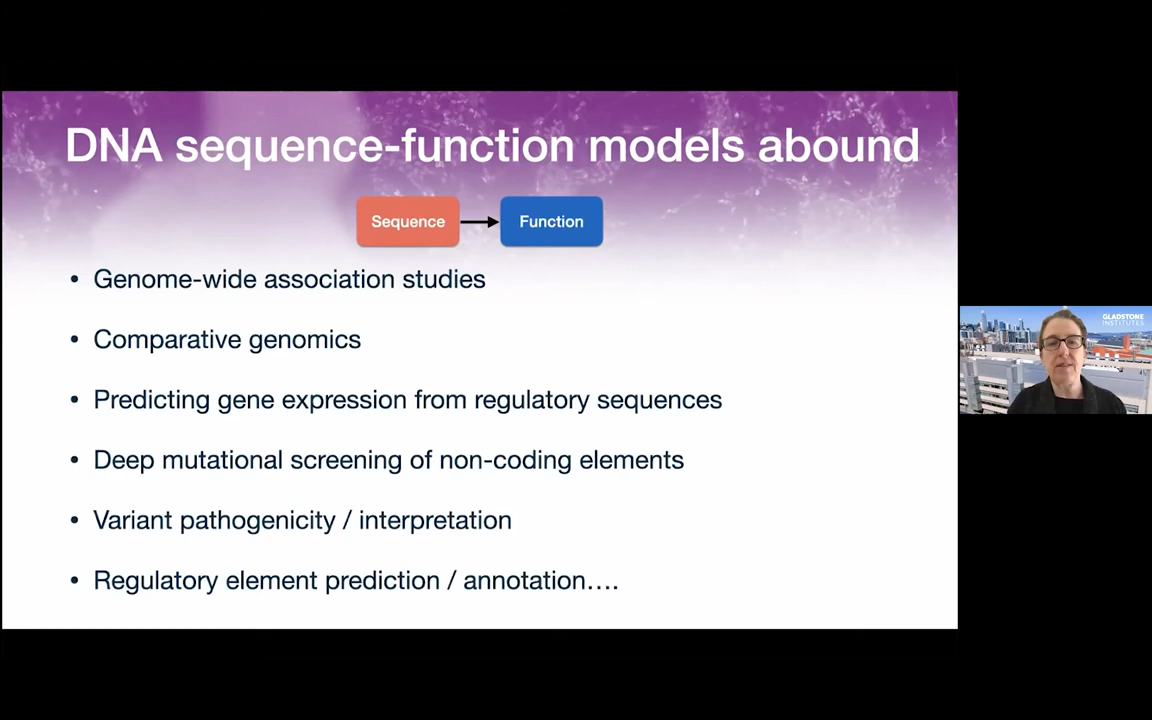 DNA sequence-function models abound
Sequence
Function
• Genome-wide association studies
• Comparative genomics
• Predicting gene expression from regulatory sequences
• Deep mutational screening of non-coding elements
• Variant pathogenicity / interpretation
• Regulatory element prediction / annotation....
GLADSTONE
INSTITUTES